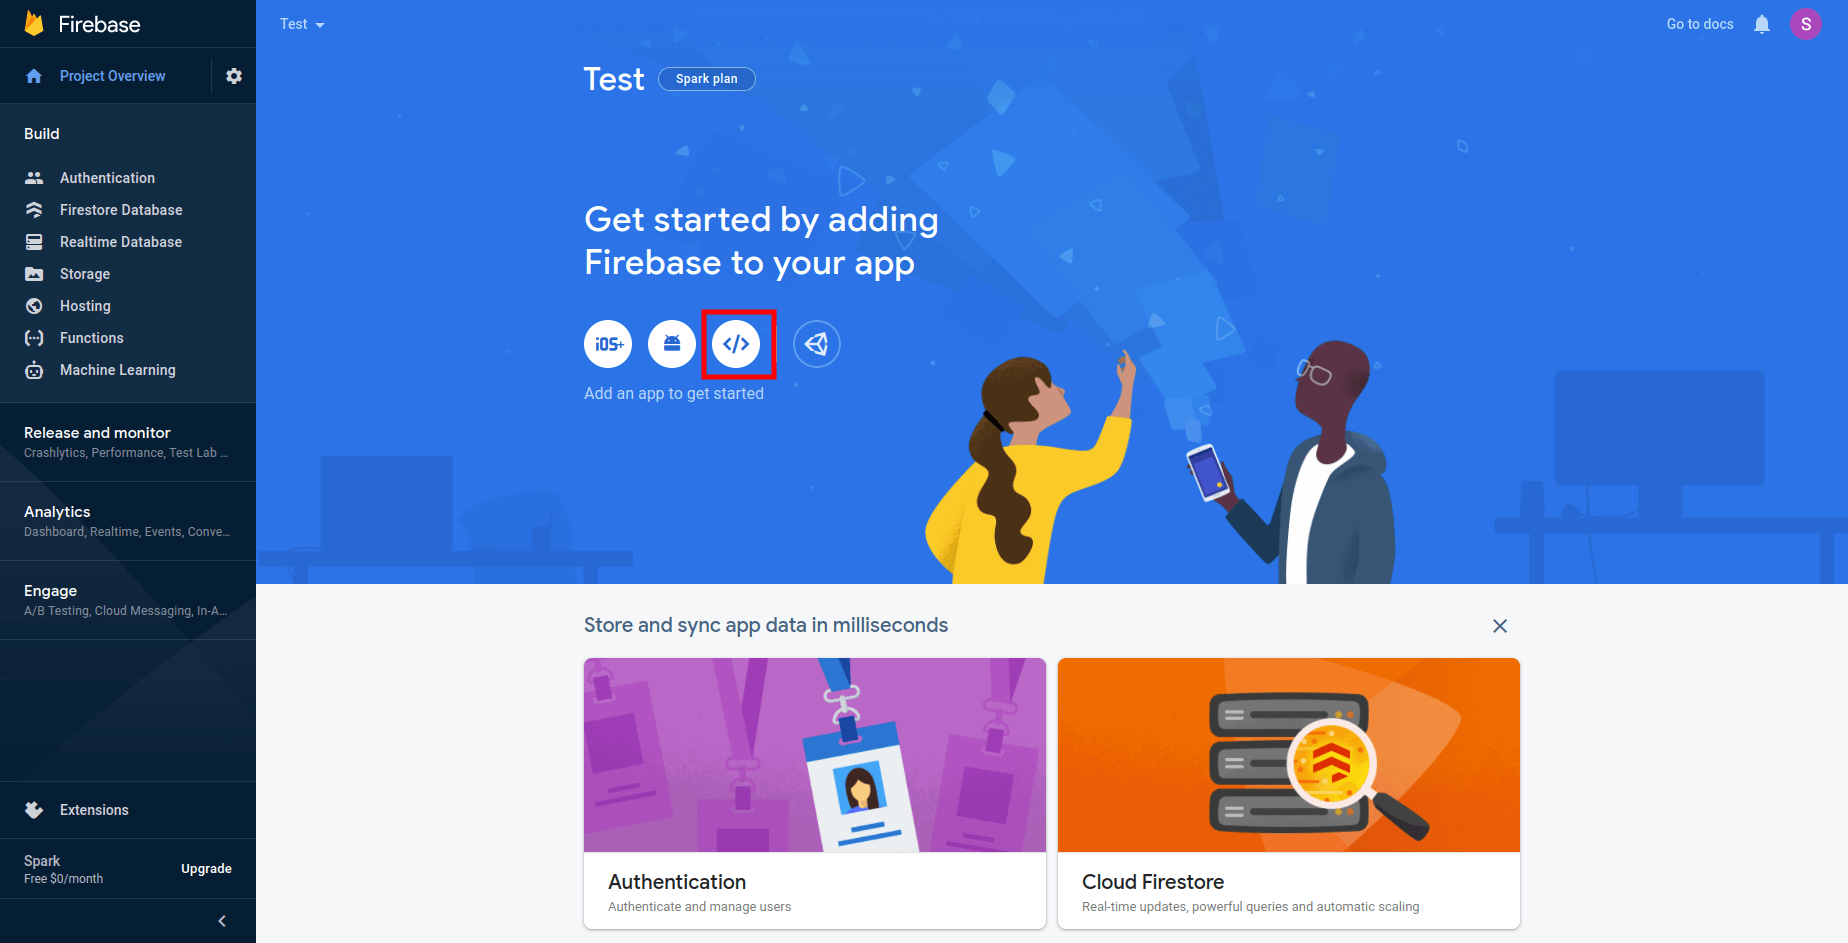 Firebase
Project Overview
Build
Authentication
Firestore Database
Realtime Database
Storage
Hosting
Functions
Machine Learning
Release and monitor
Crashlytics, Performance, Test Lab ...
Analytics
Dashboard, Realtime, Events, Conve...
Engage
A/B Testing, Cloud Messaging, In-A...
Extensions
Spark
Free $0/month
Upgrade
Test
Go to docs
S
Test
Spark plan
Get started by adding
Firebase to your app
iOS+
</>
Add an app to get started
Store and sync app data in milliseconds
Authentication
Authenticate and manage users
Cloud Firestore
Real-time updates, powerful queries and automatic scaling